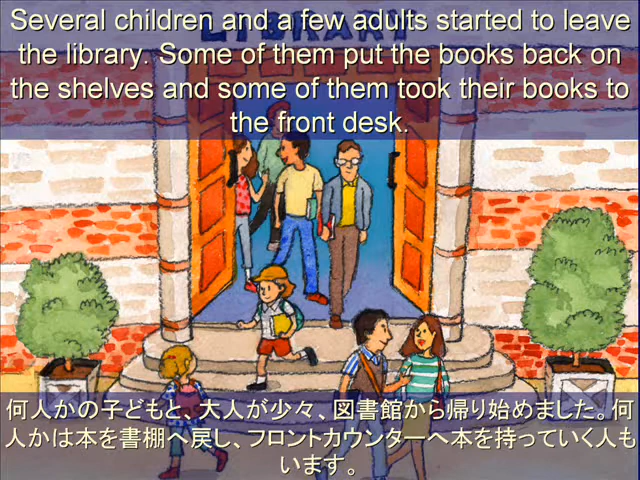 Several children and a few adults started to leave
the library. Some of them put the books back on
the shelves and some of them took their books to
the front desk.
LIBRARY
何人かの子どもと、大人が少々、図書館から帰り始めました。何
人かは本を書棚へ戻し、フロントカウンターへ本を持っていく人も
います。